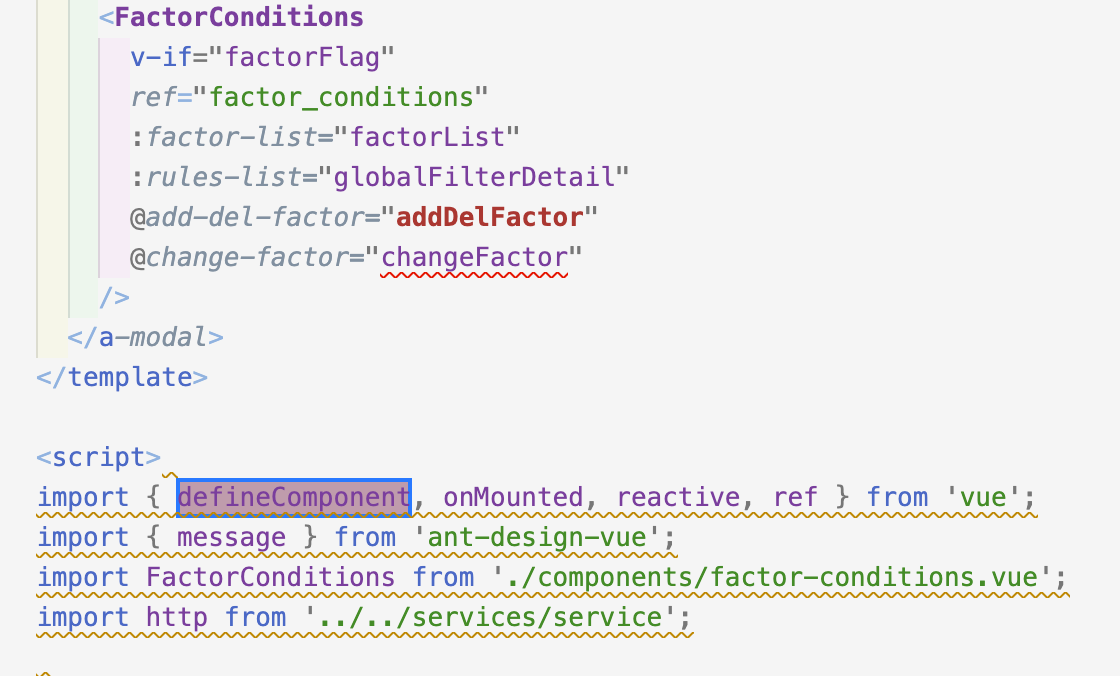 <FactorConditions
v-if="factorFlag"
ref="factor_conditions"
:factor-list="factorList"
:rules-list="globalFilterDetail"
@add-del-factor="addDelFactor"
@change-factor="changeFactor"
/>
</a-modal>
</template>
<script>
import { defineComponent, onMounted, reactive, ref } from 'vue';
import { message } from 'ant-design-vue';
import FactorConditions from './components/factor-conditions.vue';
import http from '../../services/service';